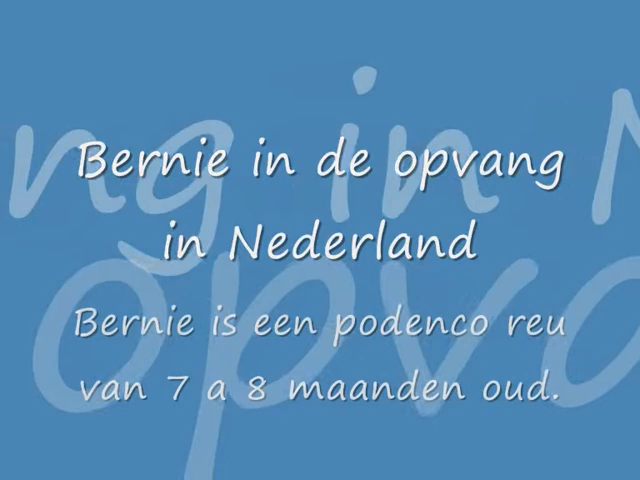 Bernie in de opvang
in Nederland
Bernie is een podenco reu
van 7 a 8 maanden oud.